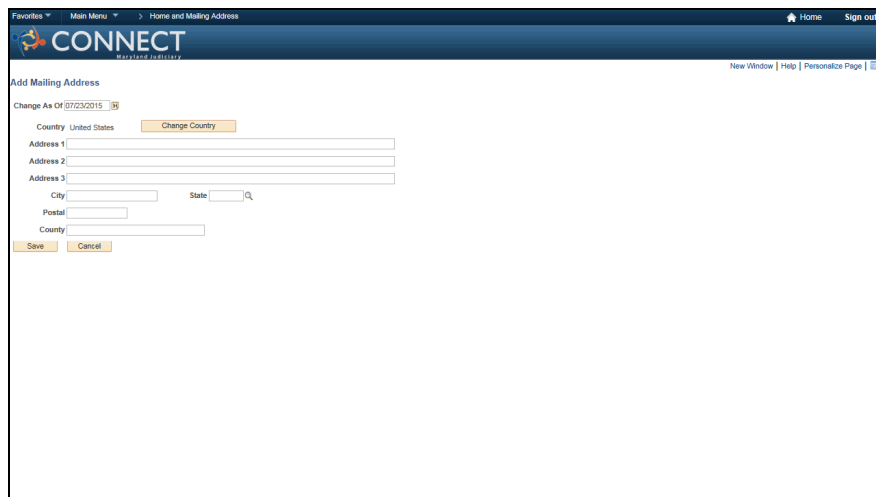 Favorites Main Menu > Home and Mailing Address Home Sign out
CONNECT
Maryland Judiciary
New Window | Help | Personalize Page |
Add Mailing Address
Change As Of 07/23/2015
Country United States Change Country
Address 1
Address 2
Address 3
City State
Postal
County
Save Cancel